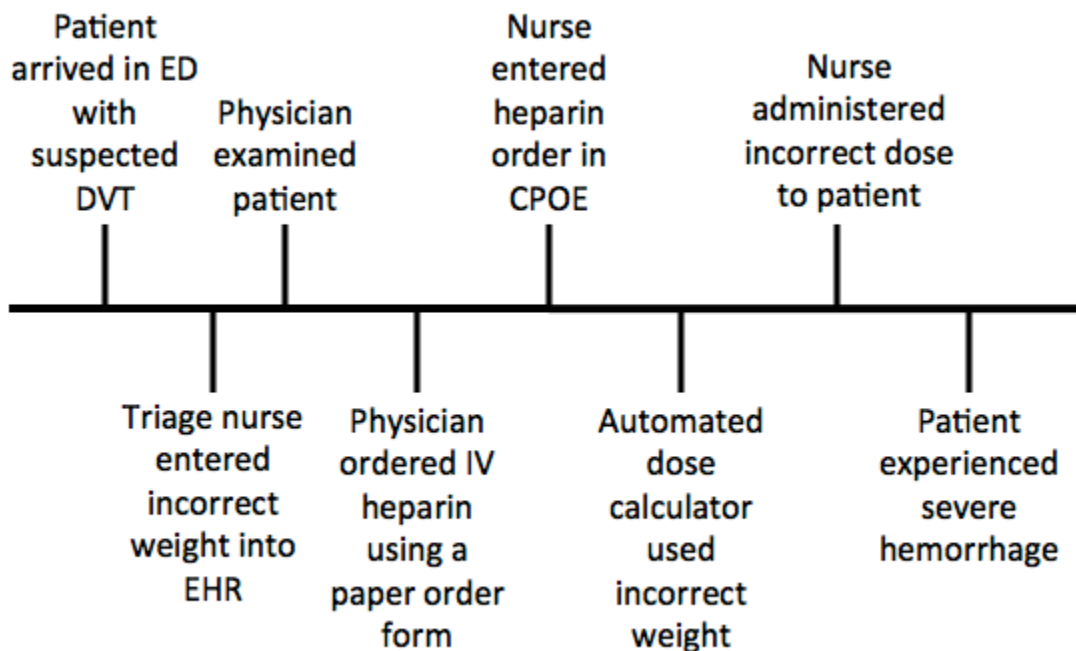 Patient
arrived in ED
with
suspected
DVT
Triage nurse
entered
incorrect
weight into
EHR
Physician
examined
patient
Physician
ordered IV
heparin
using a
paper order
form
Nurse
entered
heparin
order in
CPOE
Automated
dose
calculator
used
incorrect
weight
Nurse
administered
incorrect dose
to patient
Patient
experienced
severe
hemorrhage